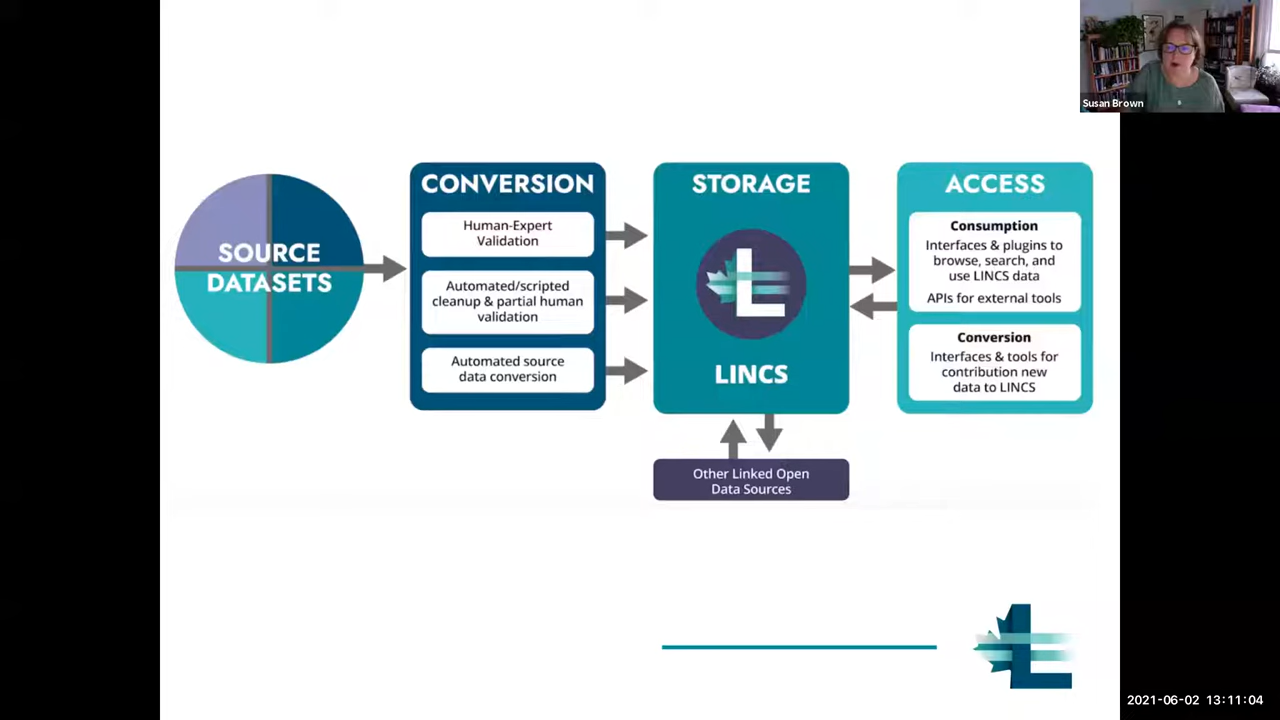 Susan Brown
SOURCE
DATASETS
CONVERSION
Human-Expert
Validation
Automated/scripted
cleanup & partial human
validation
Automated source
data conversion
STORAGE
L
LINCS
Other Linked Open
Data Sources
ACCESS
Consumption
Interfaces & plugins to
browse, search, and
use LINCS data
APIs for external tools
Conversion
Interfaces & tools for
contribution new
data to LINCS
L
2021-06-02 13:11:04